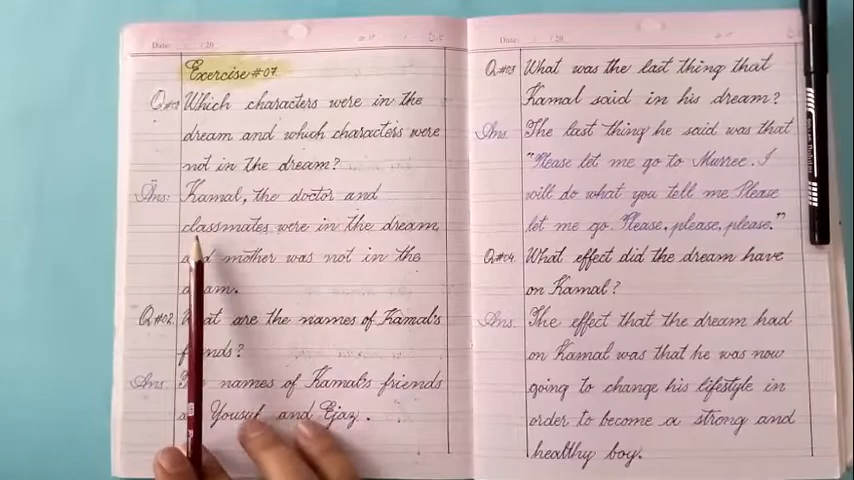 Date: /20
Exercise #07
Q#01 Which characters were in the
dream and which characters were
not in the dream?
Ans: Kamal, the doctor and
classmates were in the dream,
mother was not in the
Q#02. are the names of Kamal's
Ans. names of Kamal's friends
Yousuf and Ejaz.
Date: /20
Q#03 What was the last thing that
Kamal said in his dream?
Ans. The last thing he said was that
"Please let me go to Murree. I
will do what you tell me Please
let me go. Please, please, please."
Q#04. What effect did the dream have
on Kamal?
Ans. The effect that the dream had
on Kamal was that he was now
going to change his lifestyle in
order to become a strong and
healthy boy.